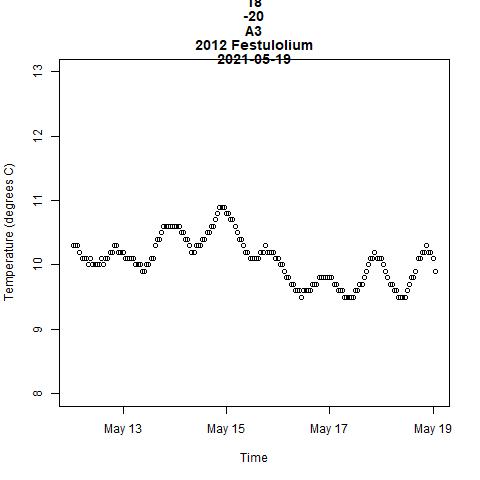 18
-20
A3
2012 Festulolium
2021-05-19
Temperature (degrees C)
13
12
11
10
9
8
May 13
May 15
May 17
May 19
Time